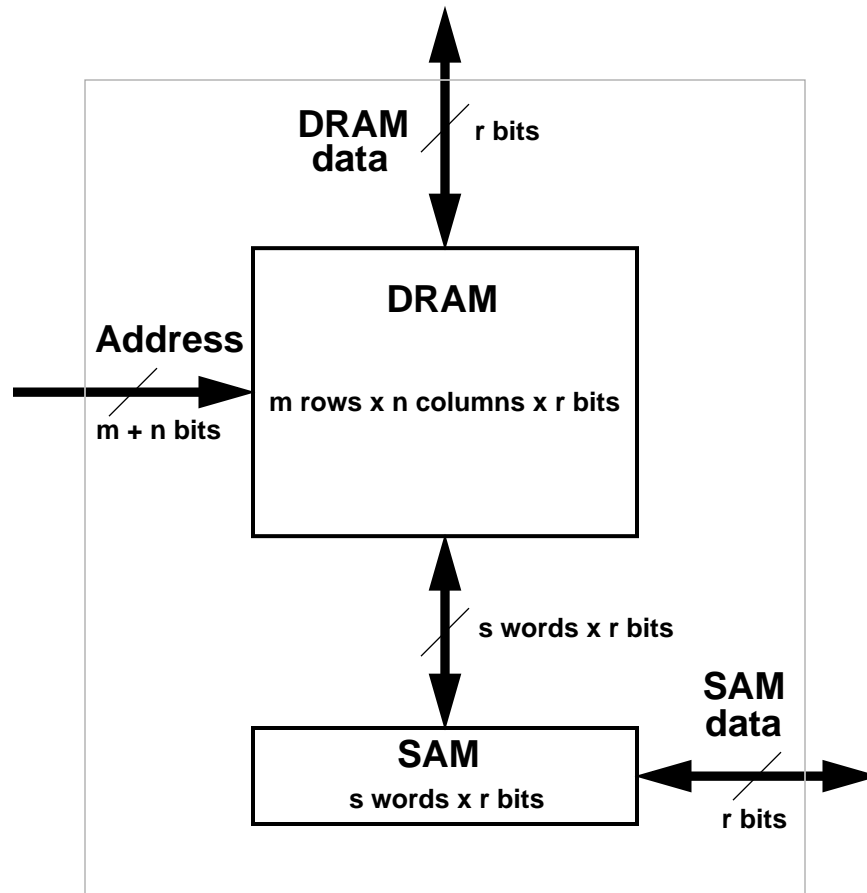 DRAM
data
r bits
DRAM
Address
m rows x n columns x r bits
m + n bits
s words x r bits
SAM
data
SAM
s words x r bits
r bits